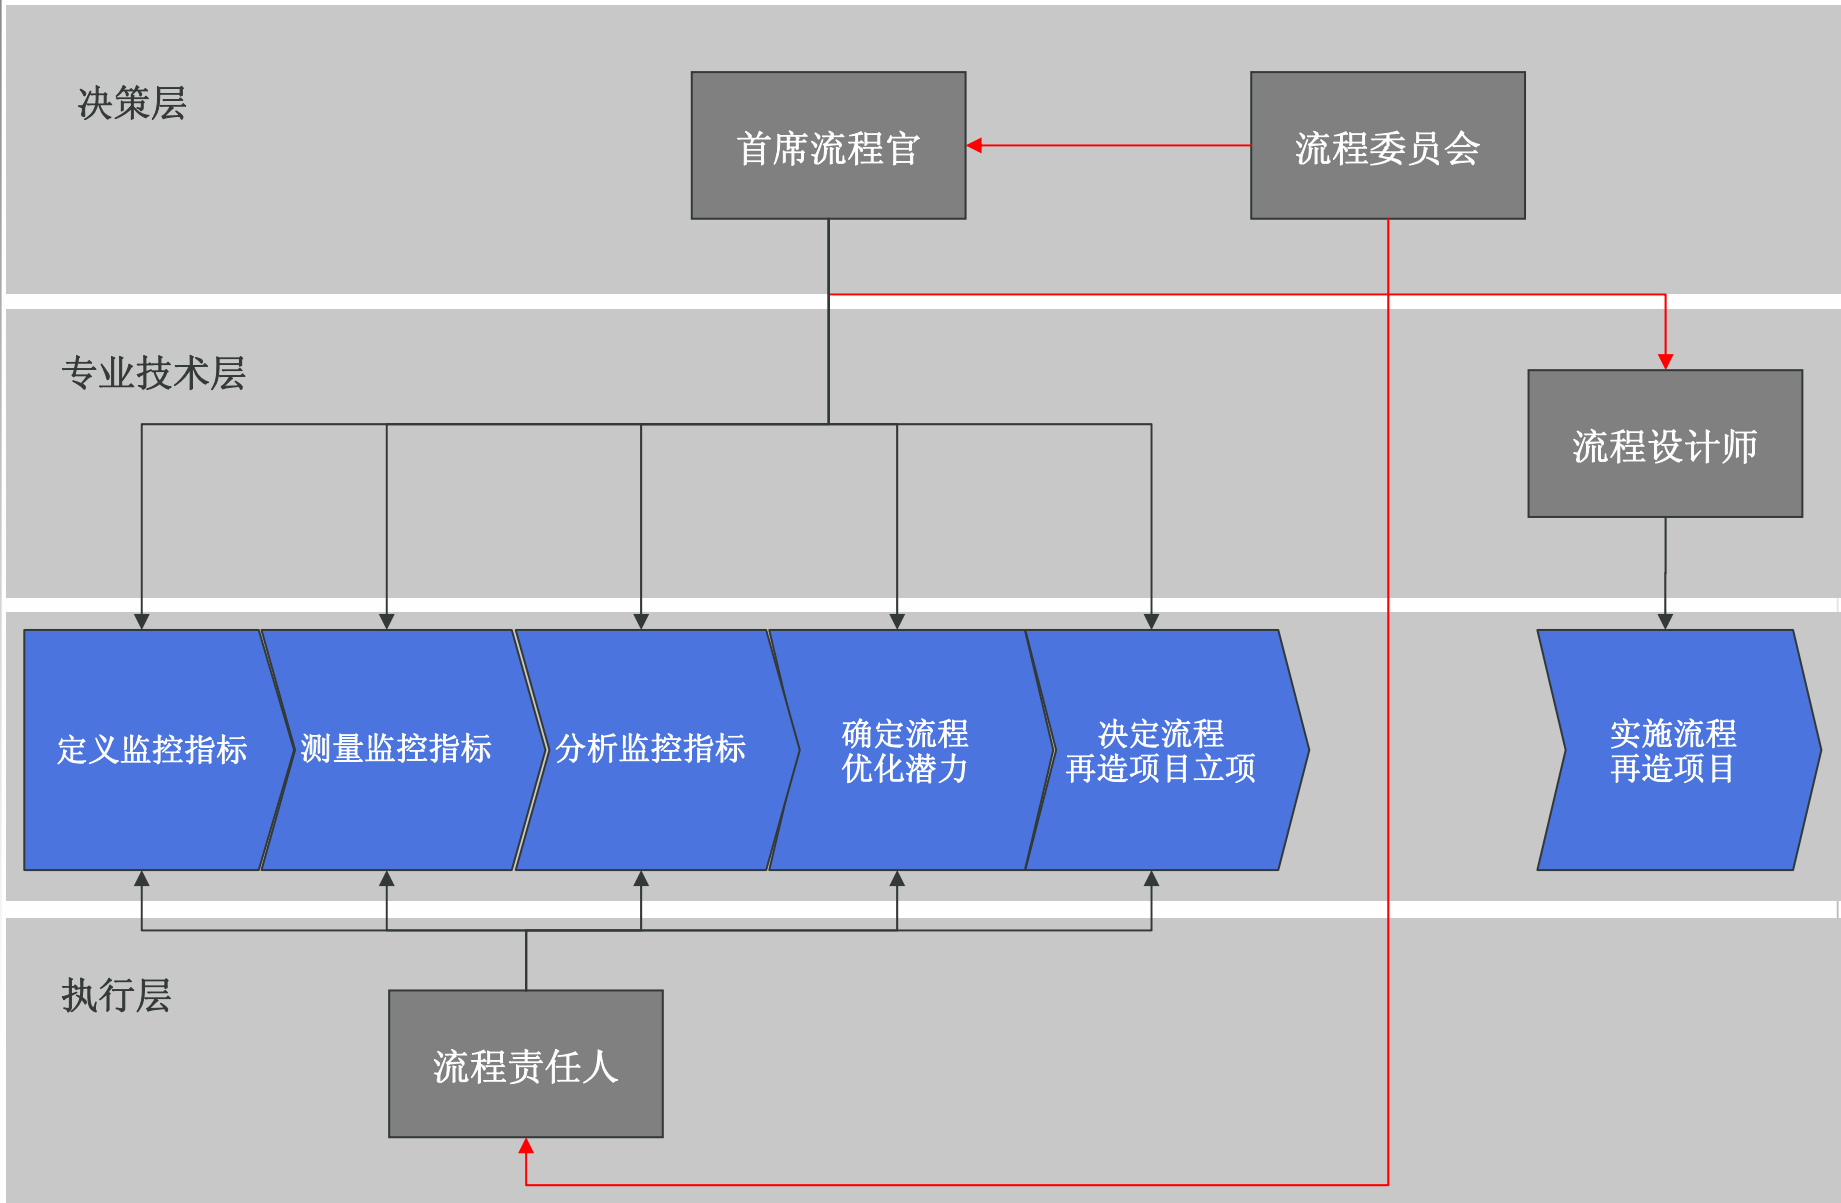 决策层
首席流程官
流程委员会
专业技术层
流程设计师
定义监控指标
测量监控指标
分析监控指标
确定流程
优化潜力
决定流程
再造项目立项
实施流程
再造项目
执行层
流程责任人